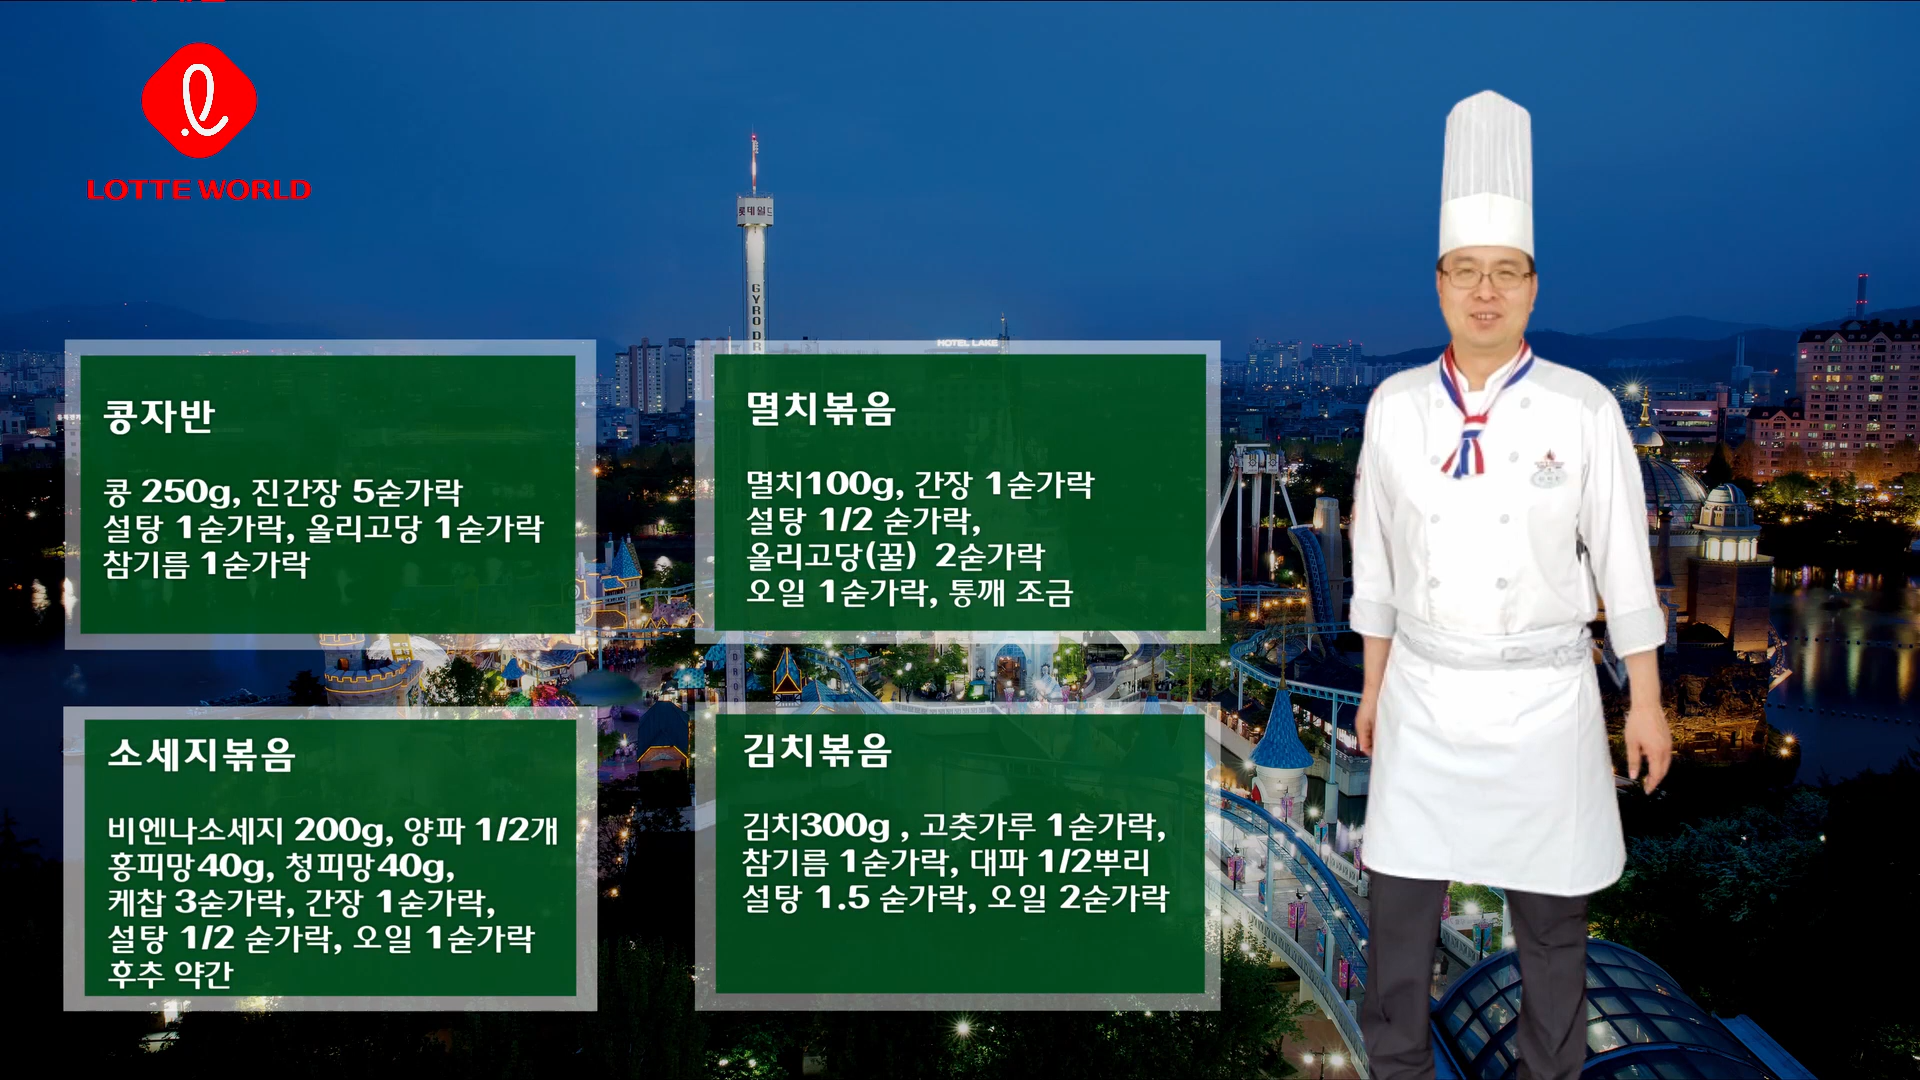 LOTTE WORLD
롯데월드
GYRO DR
HOTEL LAKE
콩자반
콩 250g, 진간장 5숟가락
설탕 1숟가락, 올리고당 1숟가락
참기름 1숟가락
멸치볶음
멸치100g, 간장 1숟가락
설탕 1/2 숟가락,
올리고당(꿀) 2숟가락
오일 1숟가락, 통깨 조금
소세지볶음
비엔나소세지 200g, 양파 1/2개
홍피망40g, 청피망40g,
케찹 3숟가락, 간장 1숟가락,
설탕 1/2 숟가락, 오일 1숟가락
후추 약간
김치볶음
김치300g , 고춧가루 1숟가락,
참기름 1숟가락, 대파 1/2뿌리
설탕 1.5 숟가락, 오일 2숟가락